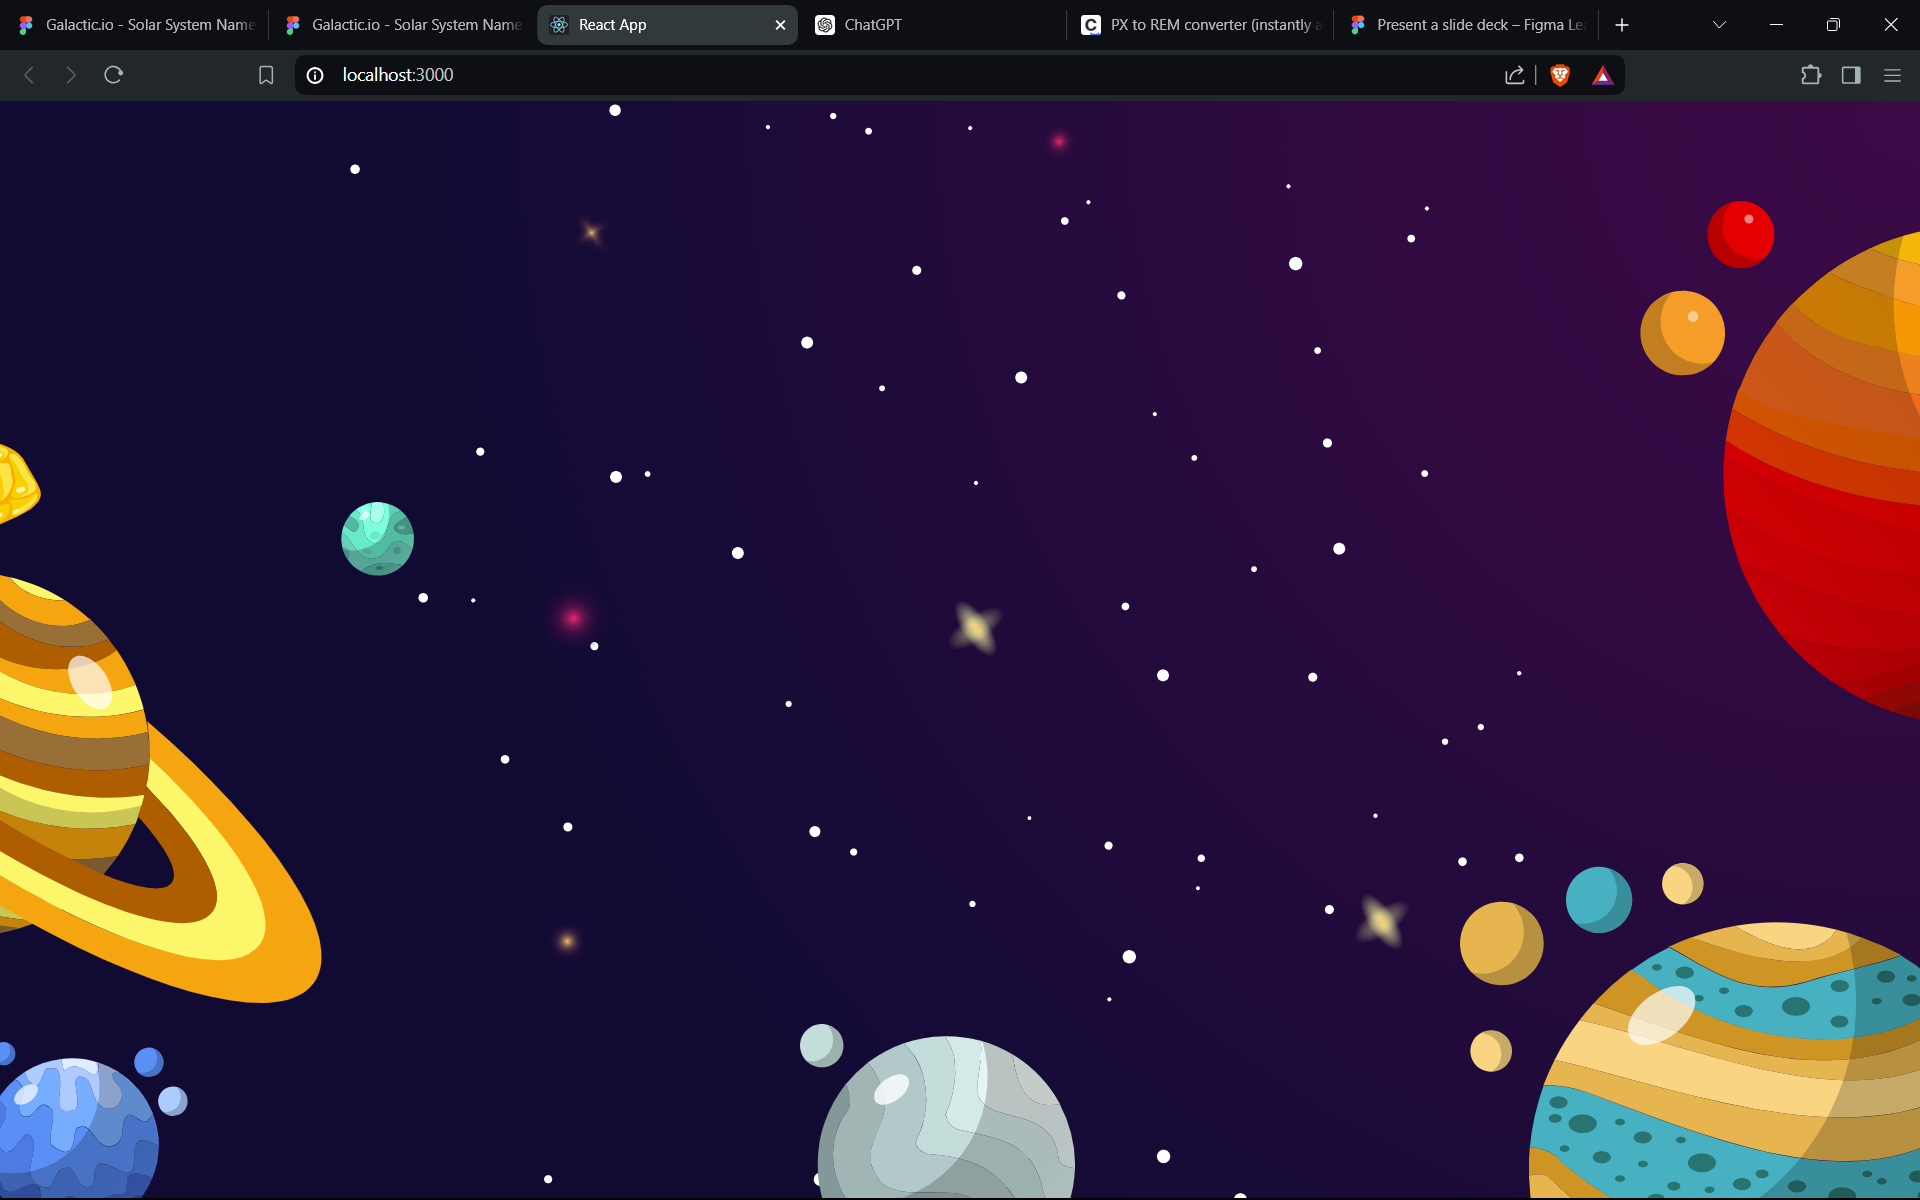 Galactic.io - Solar System Name
Galactic.io - Solar System Name
React App
ChatGPT
PX to REM converter (instantly a
Present a slide deck – Figma Le
localhost:3000